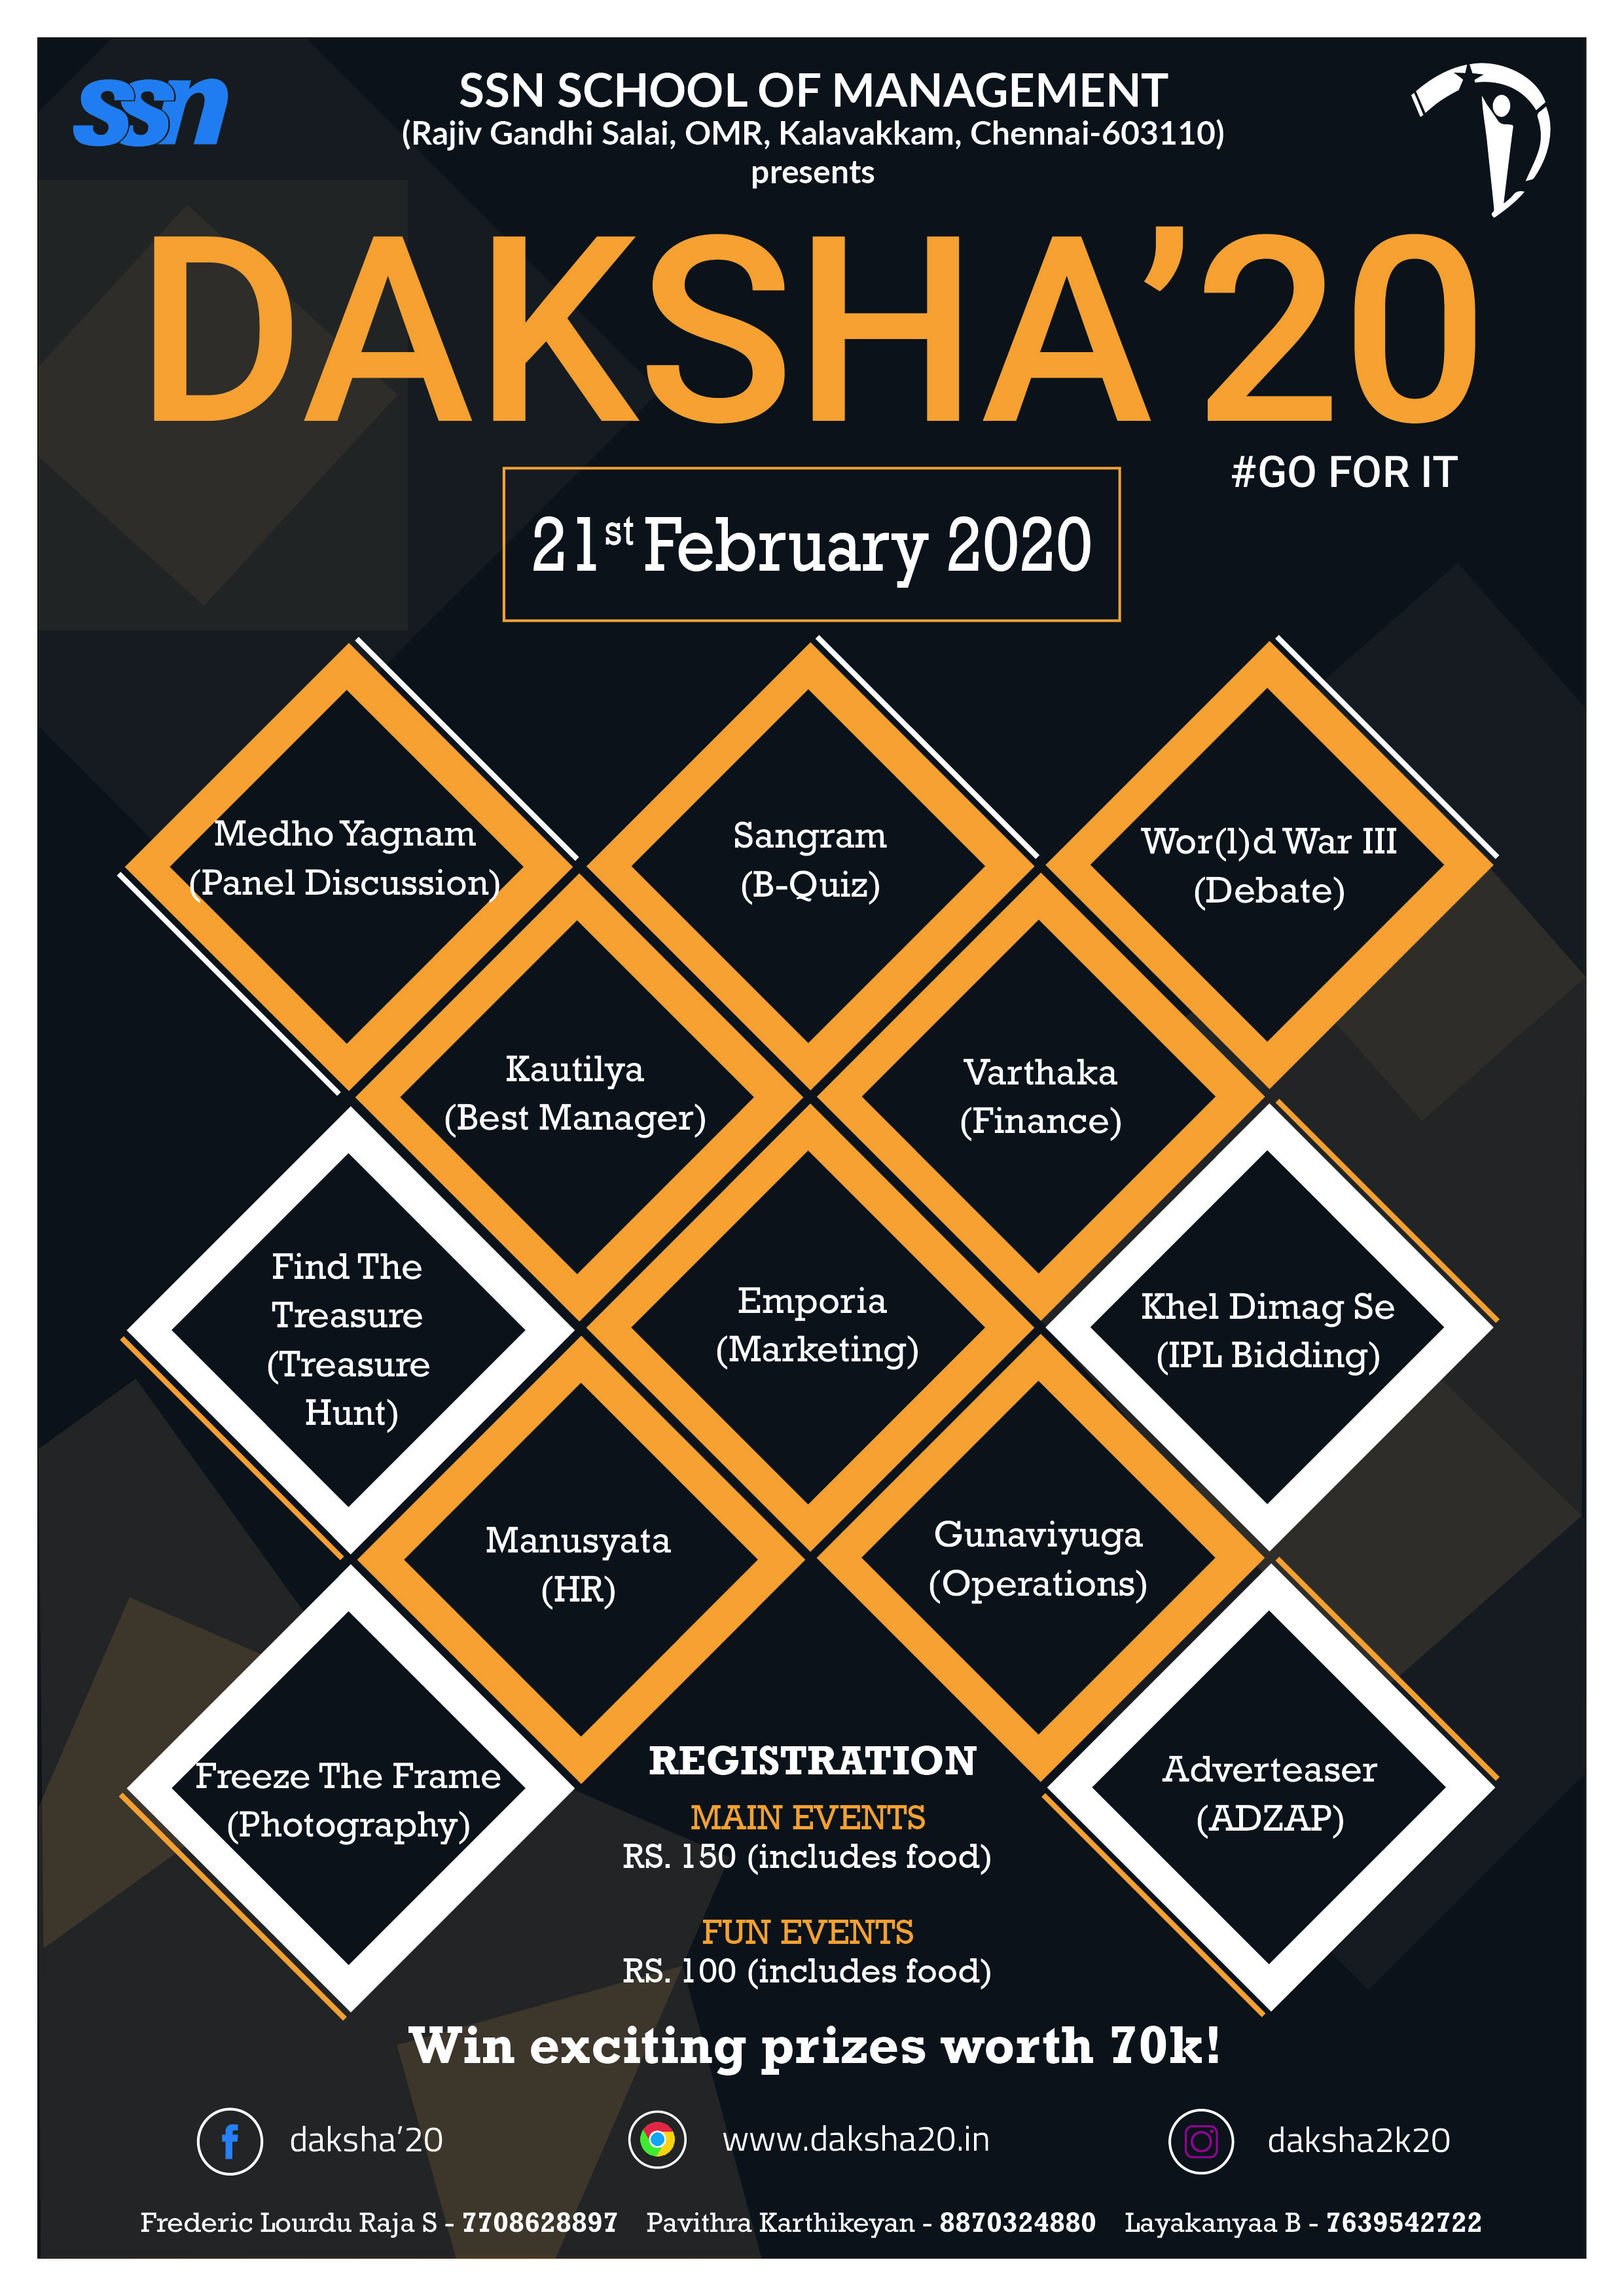 ssn
SSN SCHOOL OF MANAGEMENT
(Rajiv Gandhi Salai, OMR, Kalavakkam, Chennai-603110)
presents
DAKSHA’20
#GO FOR IT
21st February 2020
Medho Yagnam
(Panel Discussion)
Sangram
(B-Quiz)
Wor(l)d War III
(Debate)
Kautilya
(Best Manager)
Varthaka
(Finance)
Find The
Treasure
(Treasure
Hunt)
Emporia
(Marketing)
Khel Dimag Se
(IPL Bidding)
Manusyata
(HR)
Gunaviyuga
(Operations)
Freeze The Frame
(Photography)
Adverteaser
(ADZAP)
REGISTRATION
MAIN EVENTS
RS. 150 (includes food)
FUN EVENTS
RS. 100 (includes food)
Win exciting prizes worth 70k!
daksha’20
www.daksha20.in
daksha2k20
Frederic Lourdu Raja S - 7708628897 Pavithra Karthikeyan - 8870324880 Layakanyaa B - 7639542722